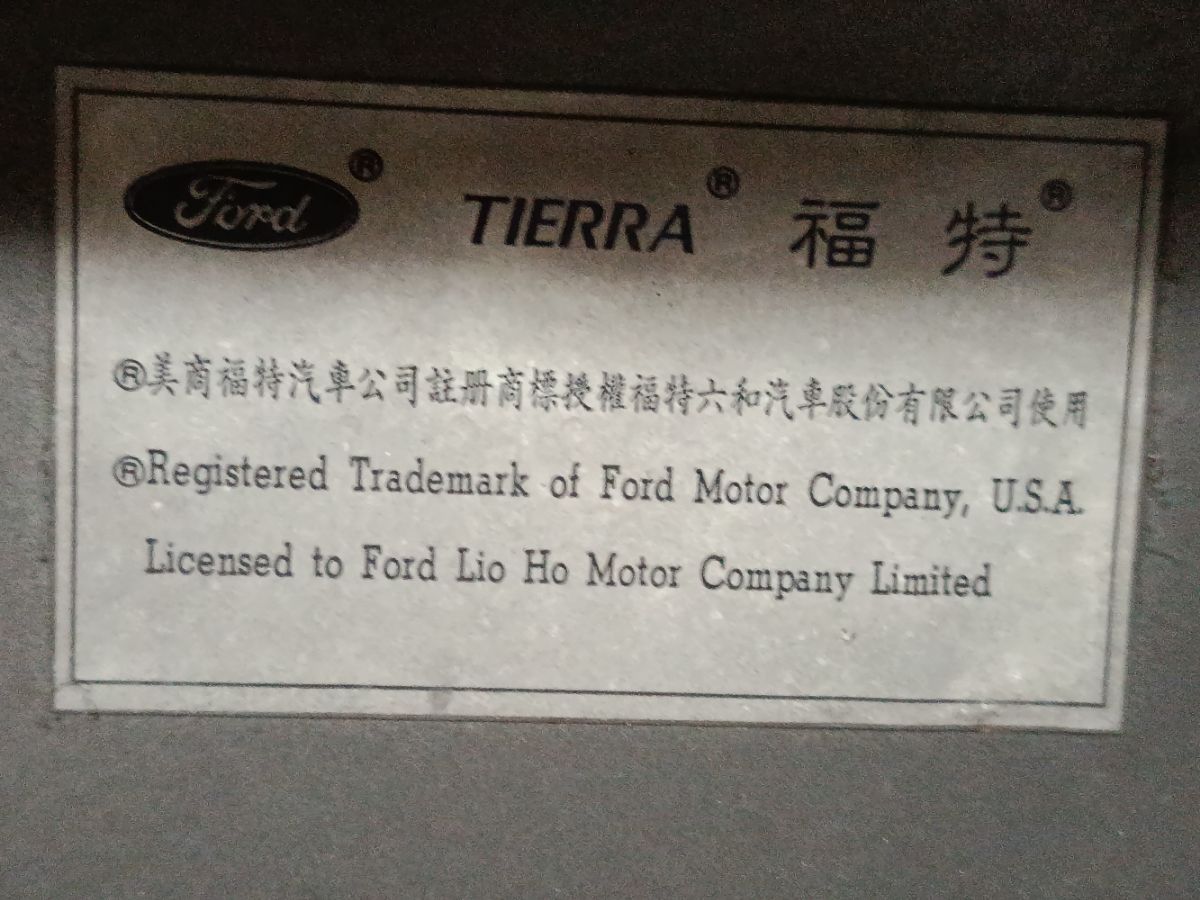 Ford® TIERRA® 福特®
®美商福特汽車公司註册商標授權福特六和汽車股份有限公司使用
®Registered Trademark of Ford Motor Company, U.S.A.
Licensed to Ford Lio Ho Motor Company Limited